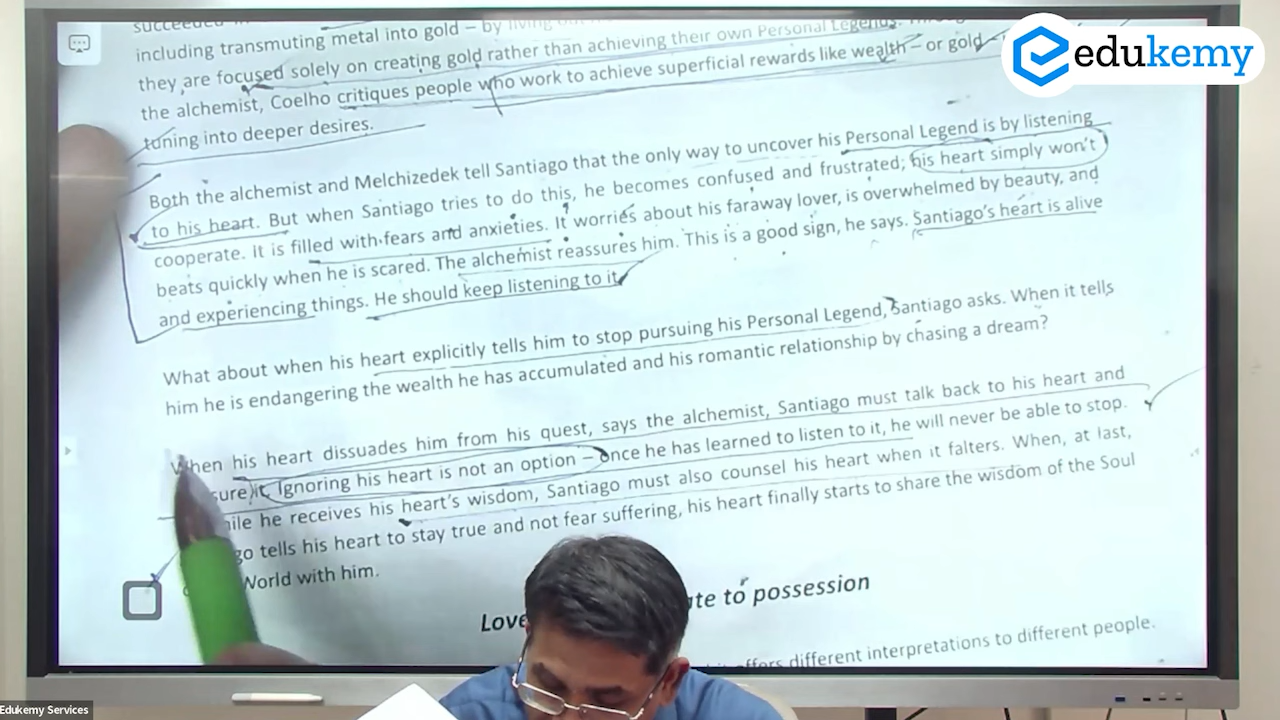 succeeded
including transmuting metal into gold – by living out
they are focused solely on creating gold rather than achieving their own Personal Legends.
the alchemist, Coelho critiques people who work to achieve superficial rewards like wealth – or gold –
tuning into deeper desires.
Both the alchemist and Melchizedek tell Santiago that the only way to uncover his Personal Legend is by listening
to his heart. But when Santiago tries to do this, he becomes confused and frustrated; his heart simply won't
cooperate. It is filled with fears and anxieties. It worries about his faraway lover, is overwhelmed by beauty, and
beats quickly when he is scared. The alchemist reassures him. This is a good sign, he says. Santiago's heart is alive
and experiencing things. He should keep listening to it.
What about when his heart explicitly tells him to stop pursuing his Personal Legend, Santiago asks. When it tells
him he is endangering the wealth he has accumulated and his romantic relationship by chasing a dream?
When his heart dissuades him from his quest, says the alchemist, Santiago must talk back to his heart and
sure it. Ignoring his heart is not an option – once he has learned to listen to it, he will never be able to stop.
hile he receives his heart's wisdom, Santiago must also counsel his heart when it falters. When, at last,
go tells his heart to stay true and not fear suffering, his heart finally starts to share the wisdom of the Soul
World with him.
Love te to possession
offers different interpretations to different people.
edukemy
Edukemy Services